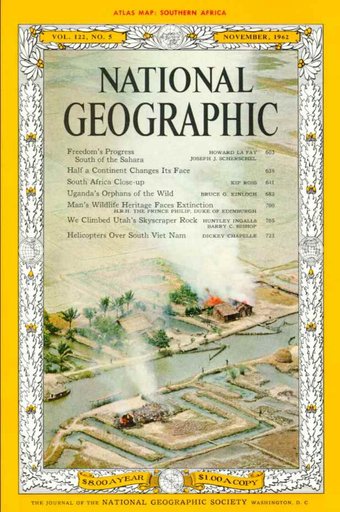 ATLAS MAP: SOUTHERN AFRICA
VOL. 122, NO. 5
NOVEMBER, 1962
NATIONAL
GEOGRAPHIC
Freedom's Progress HOWARD LA FAY 603
South of the Sahara JOSEPH J. SCHERSCHEL
Half a Continent Changes Its Face 638
South Africa Close-up KIP ROSS 641
Uganda's Orphans of the Wild BRUCE G. KINLOCH 683
Man's Wildlife Heritage Faces Extinction 700
H.R.H. THE PRINCE PHILIP, DUKE OF EDINBURGH
We Climbed Utah's Skyscraper Rock HUNTLEY INGALLS 705
BARRY C. BISHOP
Helicopters Over South Viet Nam DICKEY CHAPELLE 723
$8.00 A YEAR
$1.00 A COPY
THE JOURNAL OF THE NATIONAL GEOGRAPHIC SOCIETY WASHINGTON, D. C.